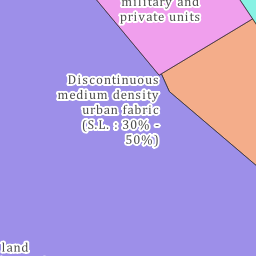 military and
private units
Discontinuous
medium density
urban fabric
(S.L. : 30% -
50%)
land